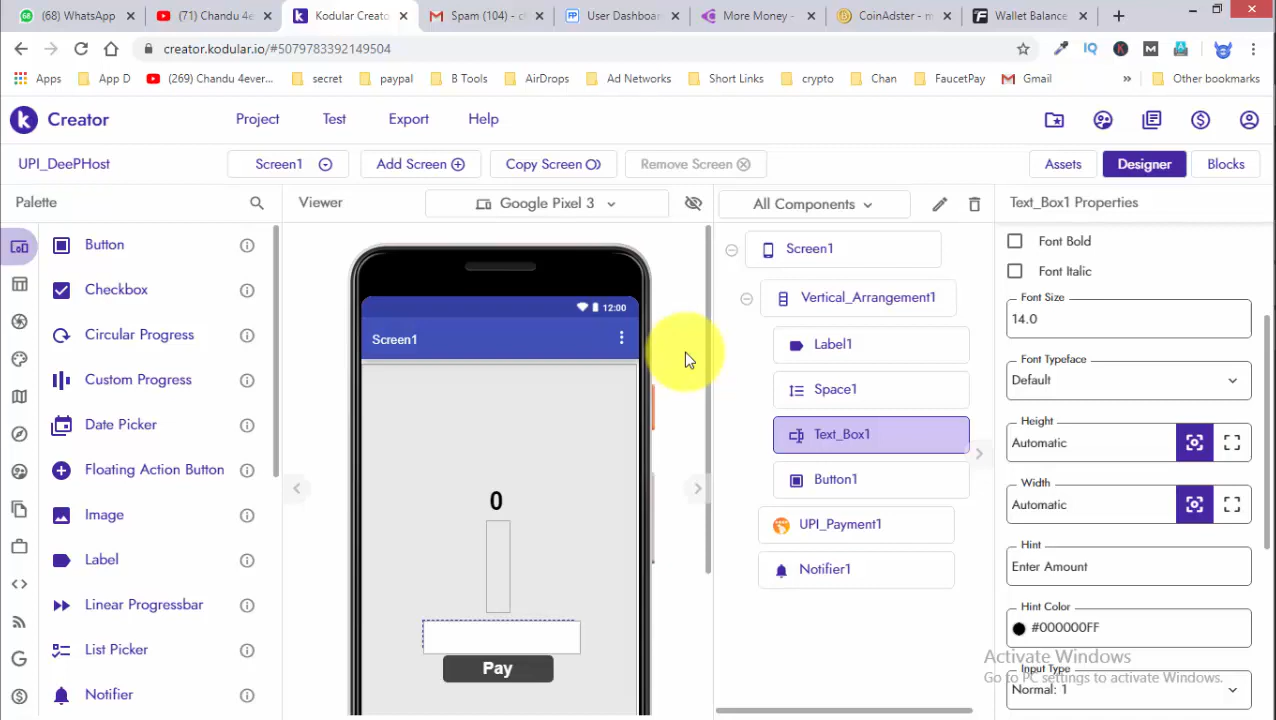 (68) WhatsApp
(71) Chandu 4ever
Kodular Creator
Spam (104) - c
User Dashboar
More Money -
CoinAdster - m
Wallet Balance
creator.kodular.io/#5079783392149504
Apps
App D
(269) Chandu 4ever...
secret
paypal
B Tools
AirDrops
Ad Networks
Short Links
crypto
Chan
FaucetPay
Gmail
Other bookmarks
Creator
Project
Test
Export
Help
UPI_DeePHost
Screen1
Add Screen
Copy Screen
Remove Screen
Assets
Designer
Blocks
Palette
Viewer
Google Pixel 3
All Components
Text_Box1 Properties
Button
Checkbox
Circular Progress
Custom Progress
Date Picker
Floating Action Button
Image
Label
Linear Progressbar
List Picker
Notifier
12:00
Screen1
0
Pay
Screen1
Vertical_Arrangement1
Label1
Space1
Text_Box1
Button1
UPI_Payment1
Notifier1
Font Bold
Font Italic
Font Size
14.0
Font Typeface
Default
Height
Automatic
Width
Automatic
Hint
Enter Amount
Hint Color
#000000FF
Activate Windows
Go to PC settings to activate Windows.
Input Type
Normal: 1